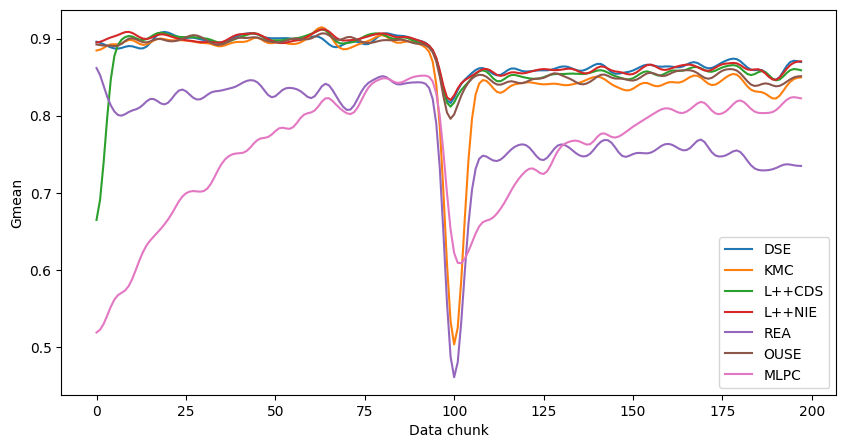 0.9
0.8
0.7
0.6
0.5
Gmean
0
25
50
75
100
125
150
175
200
Data chunk
DSE
KMC
L++CDS
L++NIE
REA
OUSE
MLPC